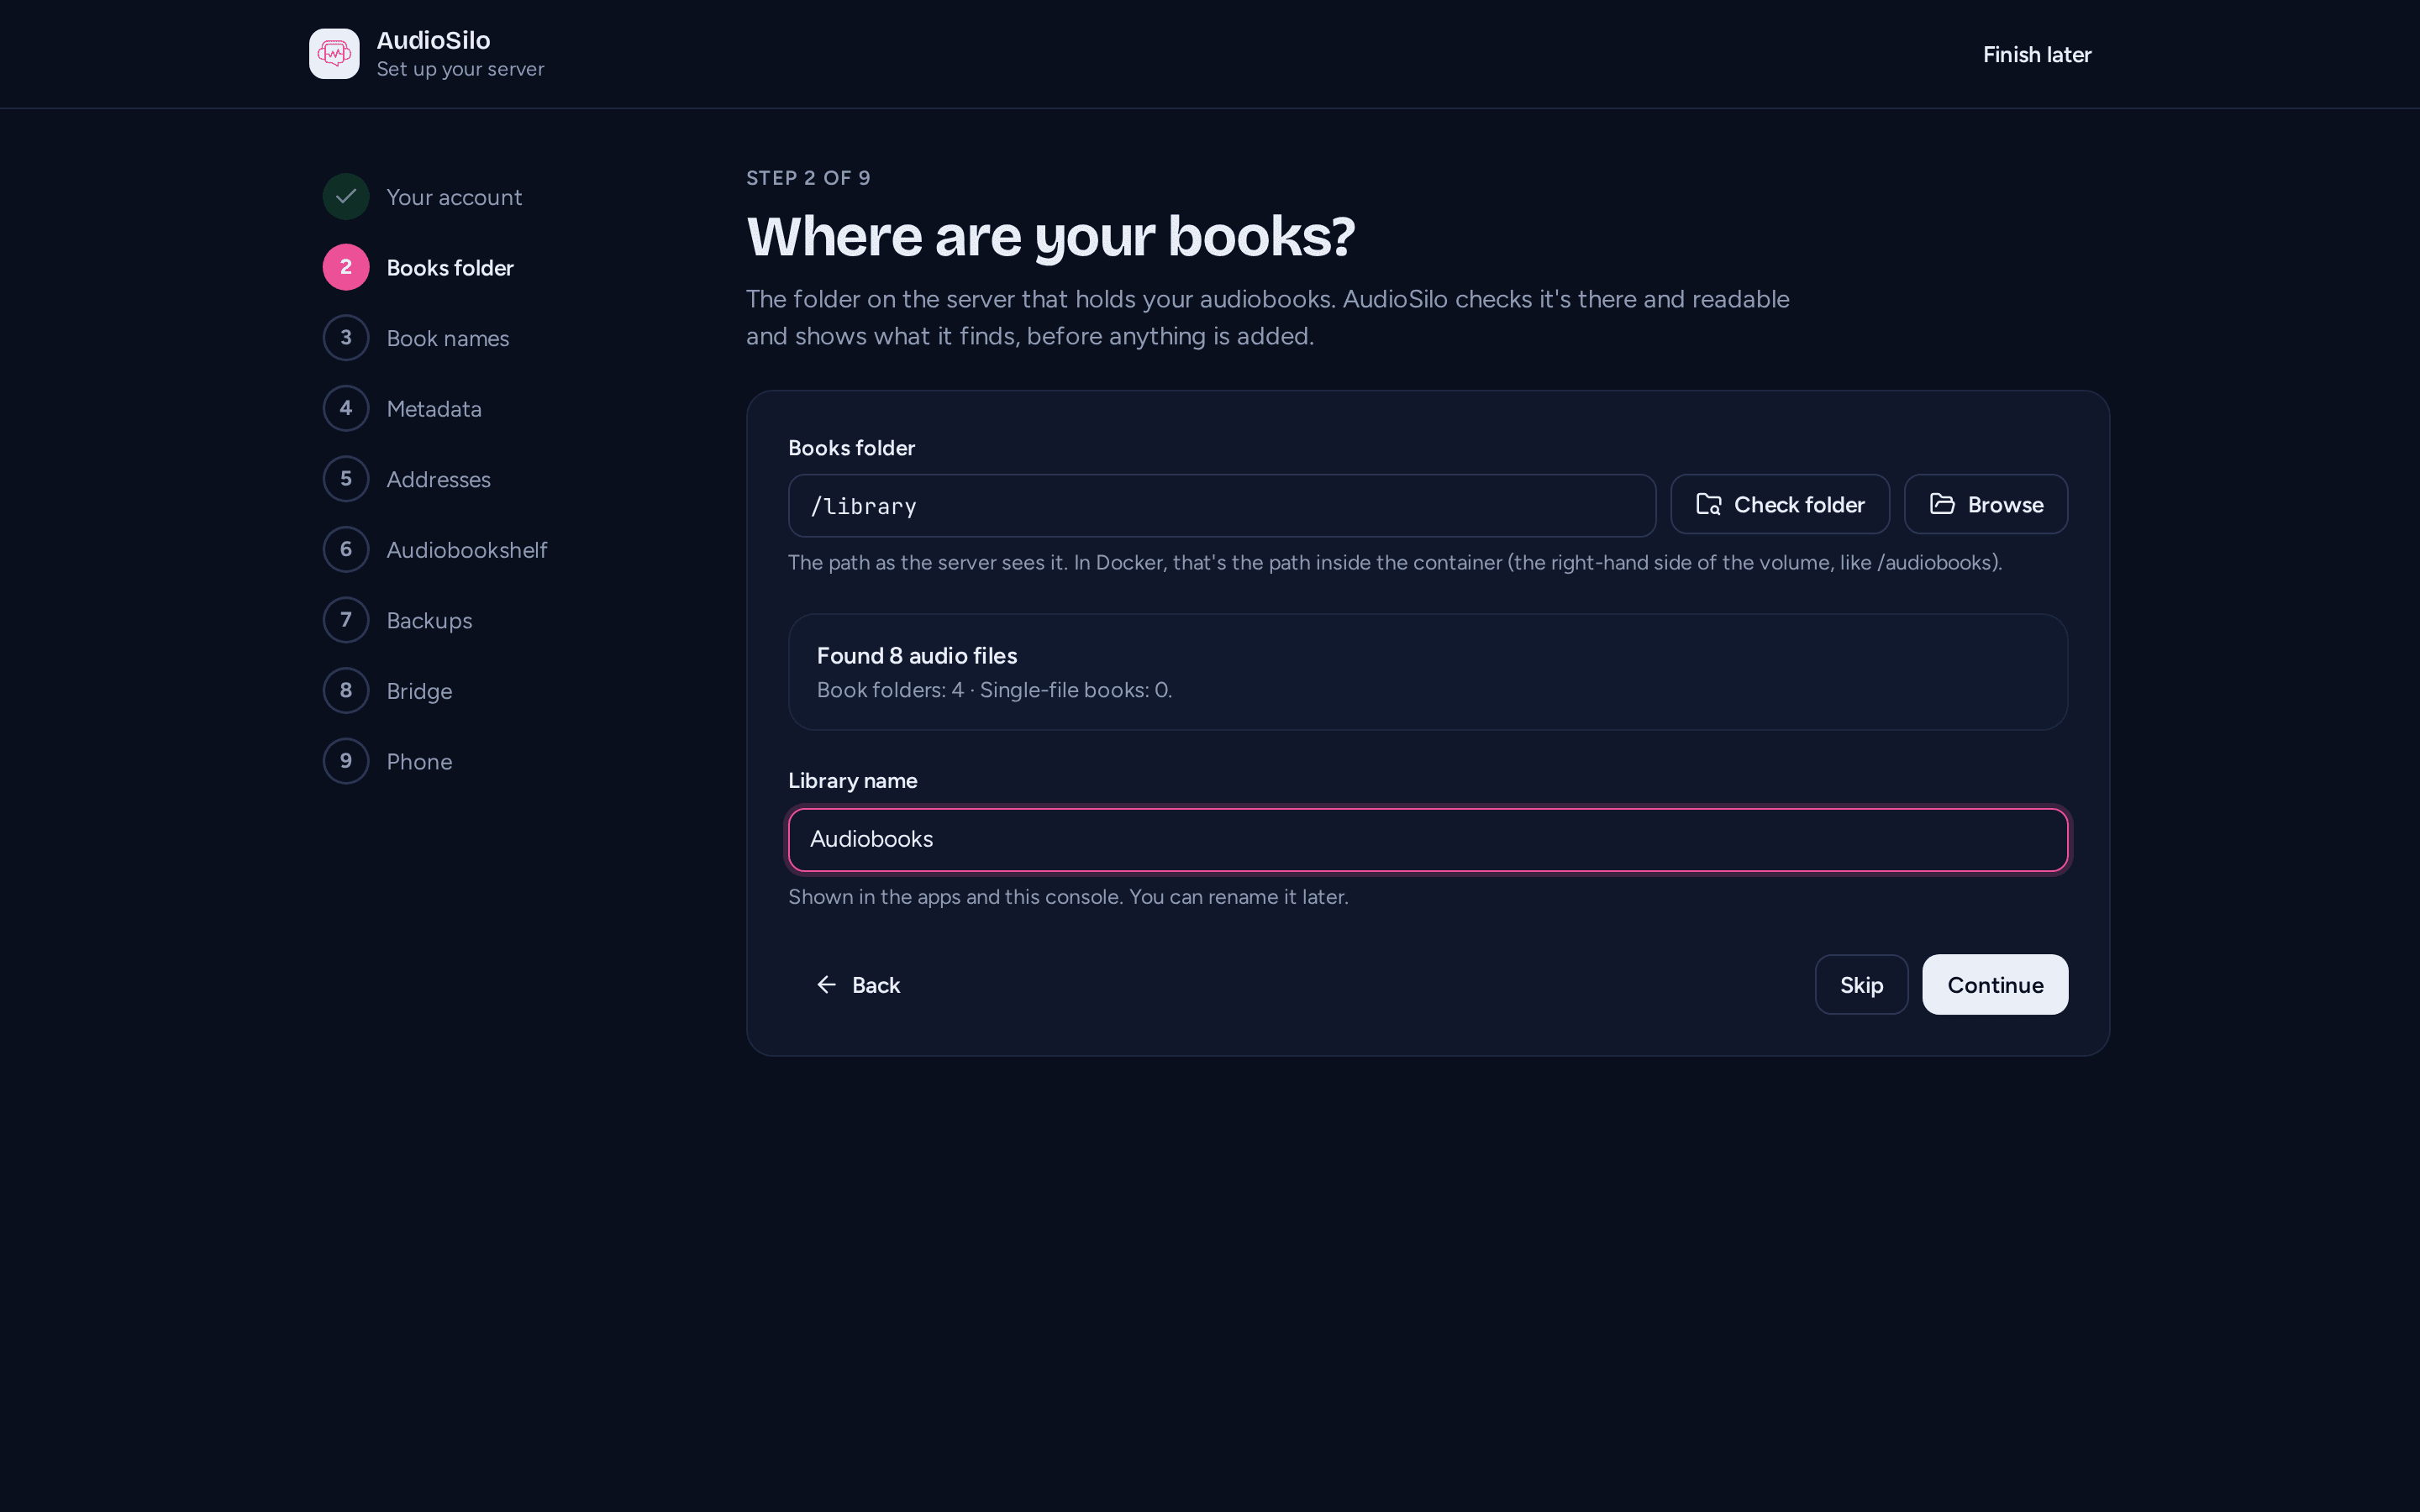 AudioSilo
Set up your server
Finish later
Your account
2 Books folder
3 Book names
4 Metadata
5 Addresses
6 Audiobookshelf
7 Backups
8 Bridge
9 Phone
STEP 2 OF 9
Where are your books?
The folder on the server that holds your audiobooks. AudioSilo checks it's there and readable
and shows what it finds, before anything is added.
Books folder
/library
Check folder
Browse
The path as the server sees it. In Docker, that's the path inside the container (the right-hand side of the volume, like /audiobooks).
Found 8 audio files
Book folders: 4 · Single-file books: 0.
Library name
Audiobooks
Shown in the apps and this console. You can rename it later.
Back
Skip
Continue